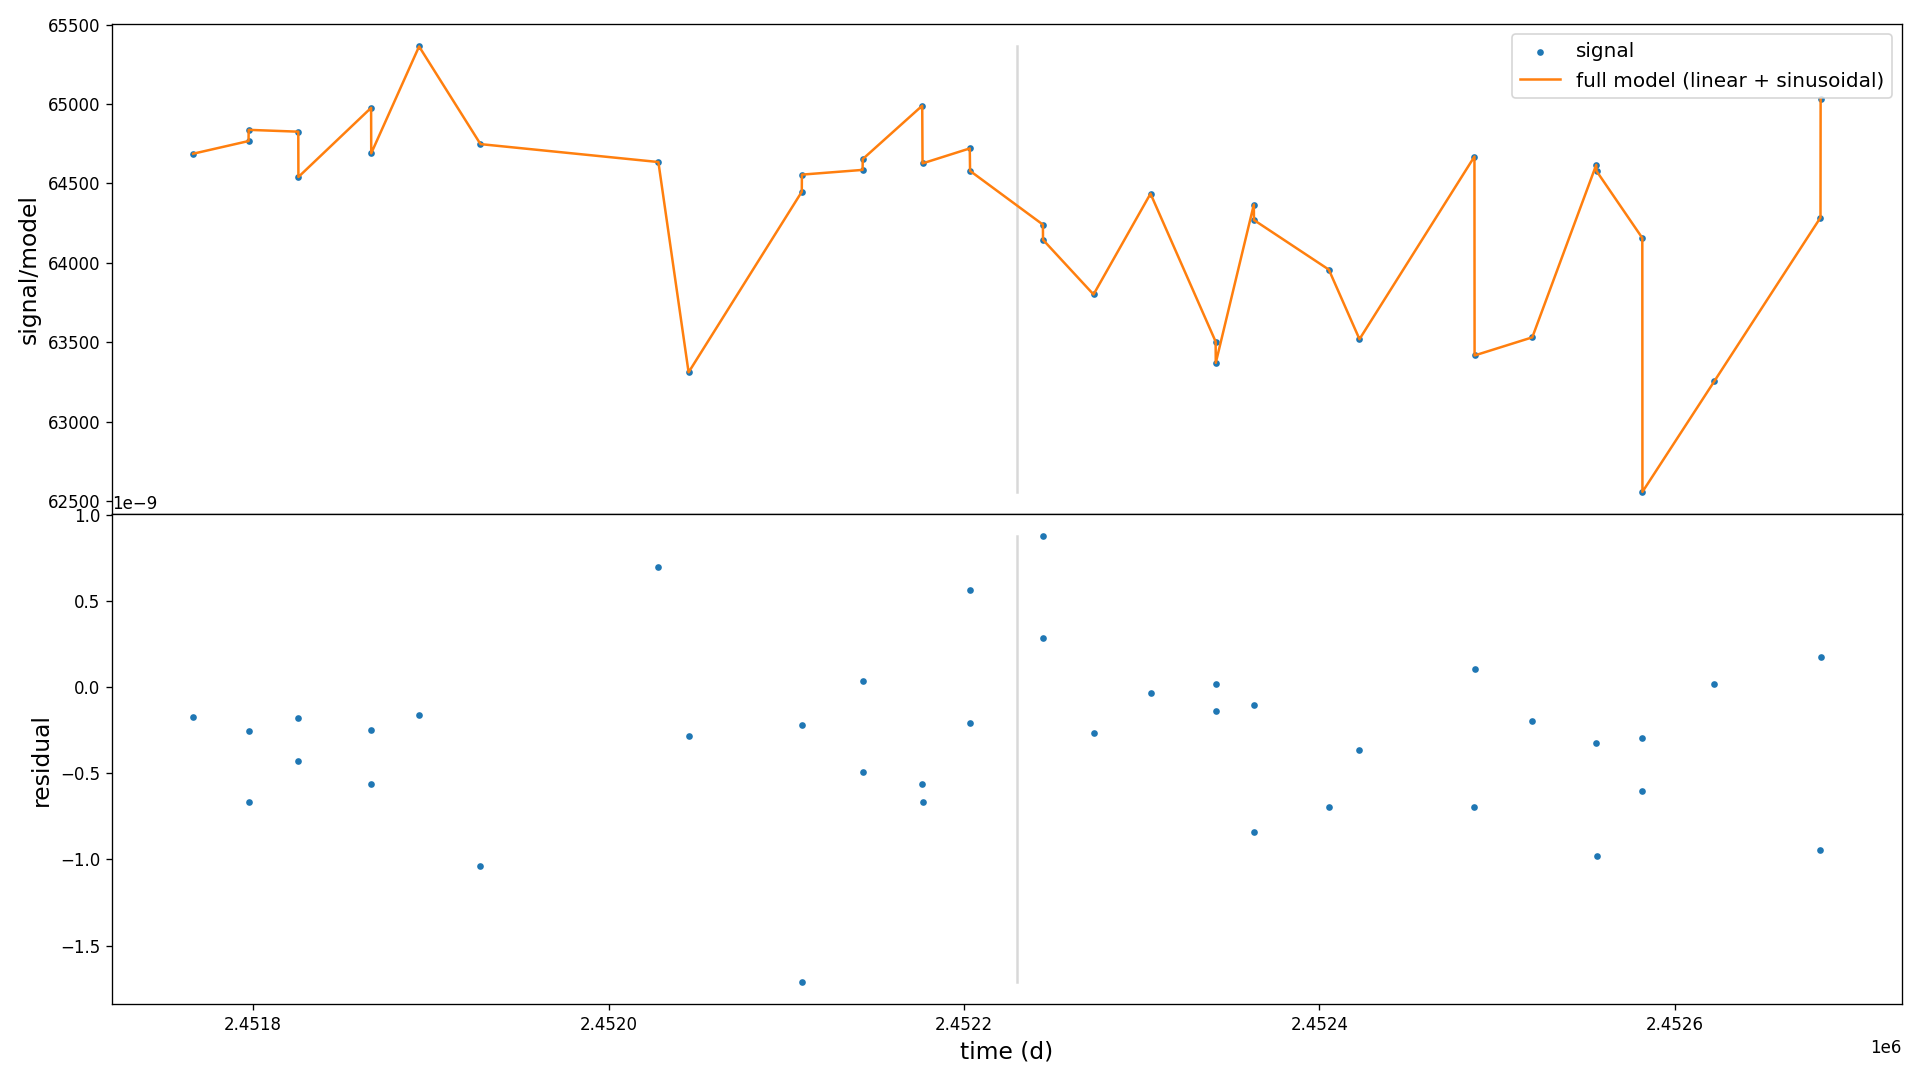 65500
65000
64500
64000
63500
63000
62500
signal/model
signal
full model (linear + sinusoidal)
1e−9
1.0
0.5
0.0
−0.5
−1.0
−1.5
residual
2.4518
2.4520
2.4522
2.4524
2.4526
time (d)
1e6